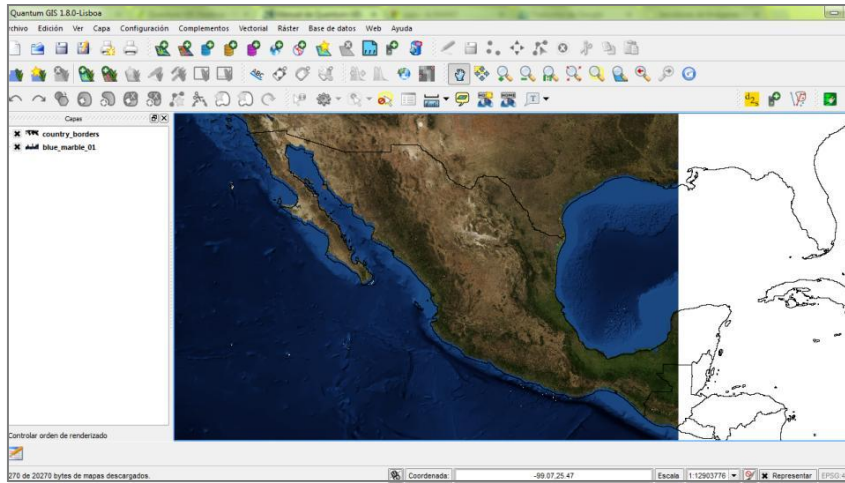 Quantum GIS 1.8.0-Lisboa
rchivo Edición Ver Capa Configuración Complementos Vectorial Ráster Base de datos Web Ayuda
Capas
country_borders
blue_marble_01
Controlar orden de renderizado
270 de 20270 bytes de mapas descargados.
Coordenada: -99.07,25.47 Escala 1:12903776 Representar EPSG:4